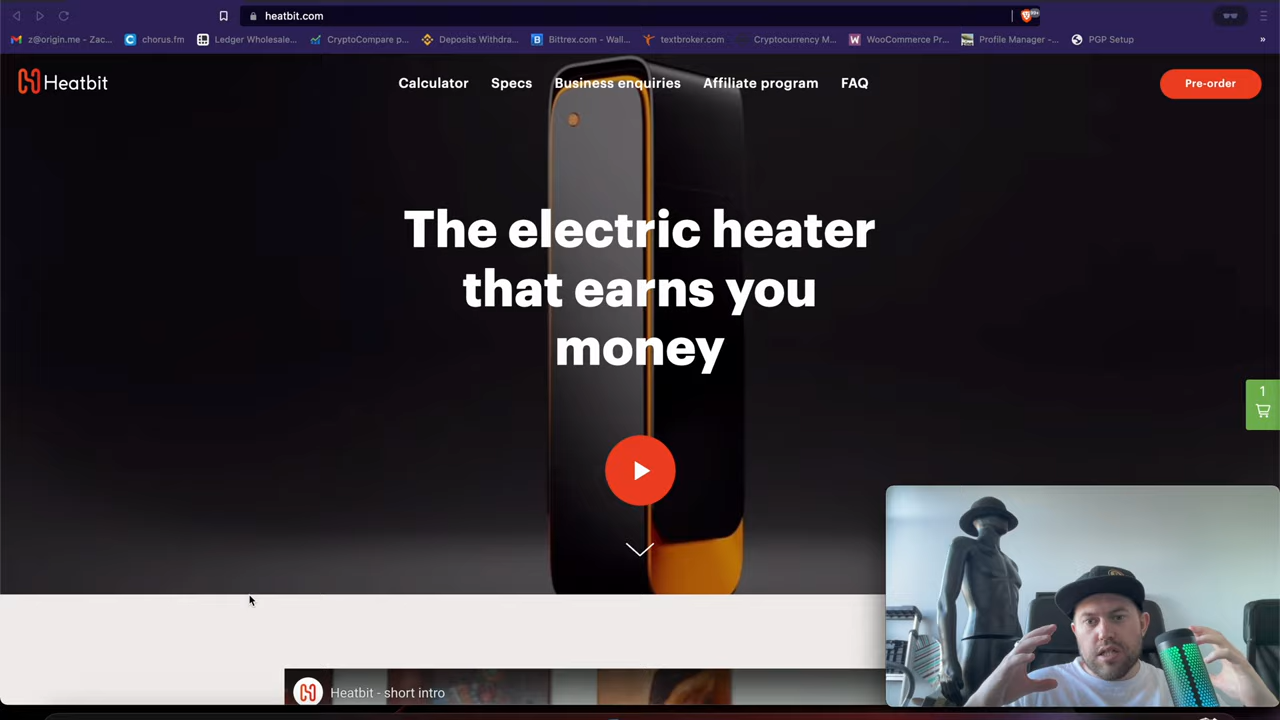 heatbit.com
z@origin.me - Zac...
chorus.fm
Ledger Wholesale...
CryptoCompare p...
Deposits Withdra...
Bittrex.com - Wall...
textbroker.com
Cryptocurrency M...
WooCommerce Pr...
Profile Manager -...
PGP Setup
»
Heatbit
Calculator
Specs
Business enquiries
Affiliate program
FAQ
Pre-order
The electric heater
that earns you
money
1
Heatbit - short intro